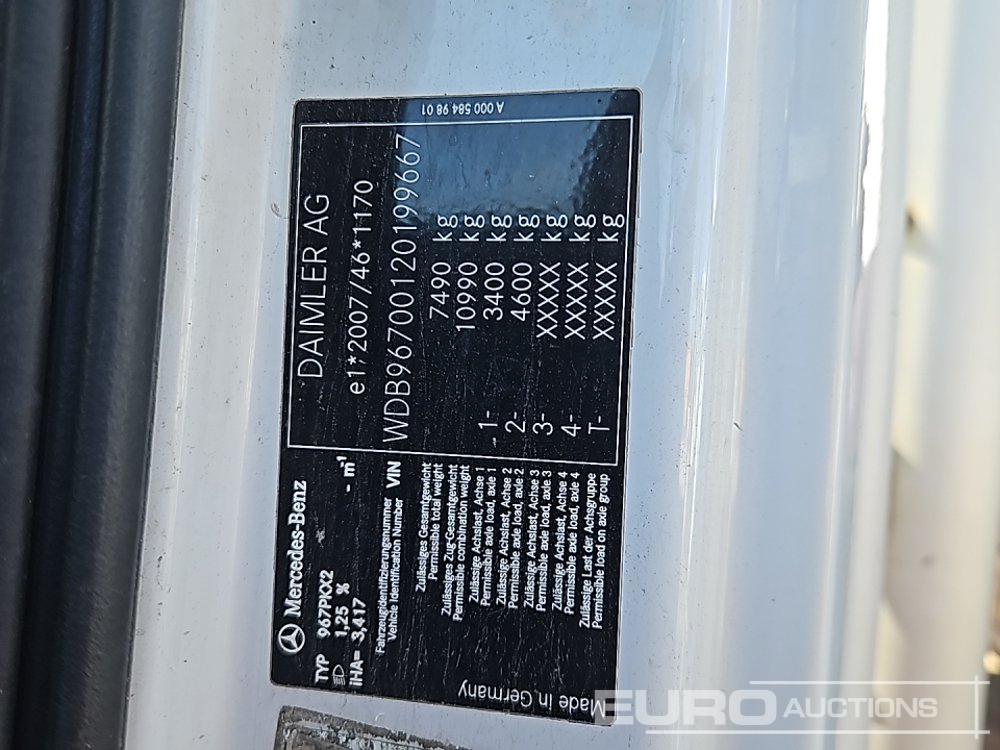 Mercedes-Benz
DAIMLER AG
TYP 967PKX2
1,25 %
iHA= 3,417
- m⁻¹
e1*2007/46*1170
Fahrzeugidentifizierungsnummer
Vehicle Identification Number
VIN
WDB9670012O199667
Zulässiges Gesamtgewicht
Permissible total weight
7490 kg
Zulässiges Zug-Gesamtgewicht
Permissible combination weight
10990 kg
Zulässige Achslast, Achse 1
Permissible axle load, axle 1
1- 3400 kg
Zulässige Achslast, Achse 2
Permissible axle load, axle 2
2- 4600 kg
Zulässige Achslast, Achse 3
Permissible axle load, axle 3
3- XXXXX kg
Zulässige Achslast, Achse 4
Permissible axle load, axle 4
4- XXXXX kg
Zulässige Last der Achsgruppe
Permissible load on axle group
T- XXXXX kg
Made in Germany
A 000 584 98 01
EURO AUCTIONS